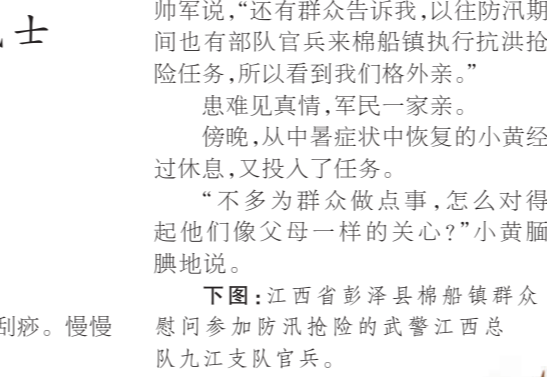 士
刮痧。慢慢
帅军说，“还有群众告诉我，以往防汛期
间也有部队官兵来棉船镇执行抗洪抢
险任务，所以看到我们格外亲。”
患难见真情，军民一家亲。
傍晚，从中暑症状中恢复的小黄经
过休息，又投入了任务。
“不多为群众做点事，怎么对得
起他们像父母一样的关心？”小黄腼
腆地说。
下图：江西省彭泽县棉船镇群众
慰问参加防汛抢险的武警江西总
队九江支队官兵。